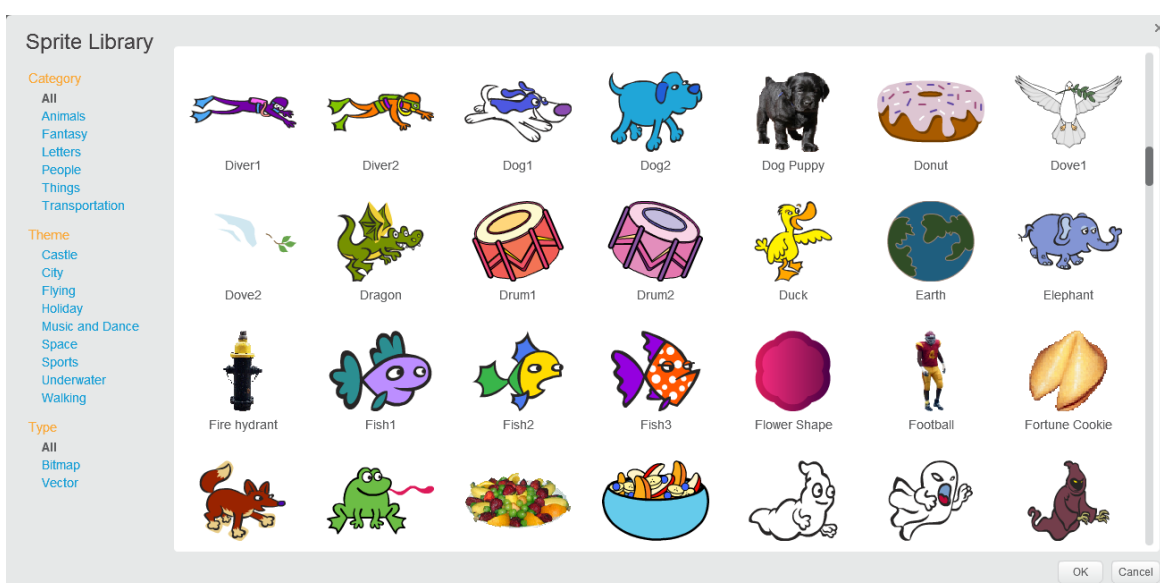 Sprite Library
×
Category
All
Animals
Fantasy
Letters
People
Things
Transportation
Theme
Castle
City
Flying
Holiday
Music and Dance
Space
Sports
Underwater
Walking
Type
All
Bitmap
Vector
Diver1 Diver2 Dog1 Dog2 Dog Puppy Donut Dove1
Dove2 Dragon Drum1 Drum2 Duck Earth Elephant
Fire hydrant Fish1 Fish2 Fish3 Flower Shape Football Fortune Cookie
OK Cancel